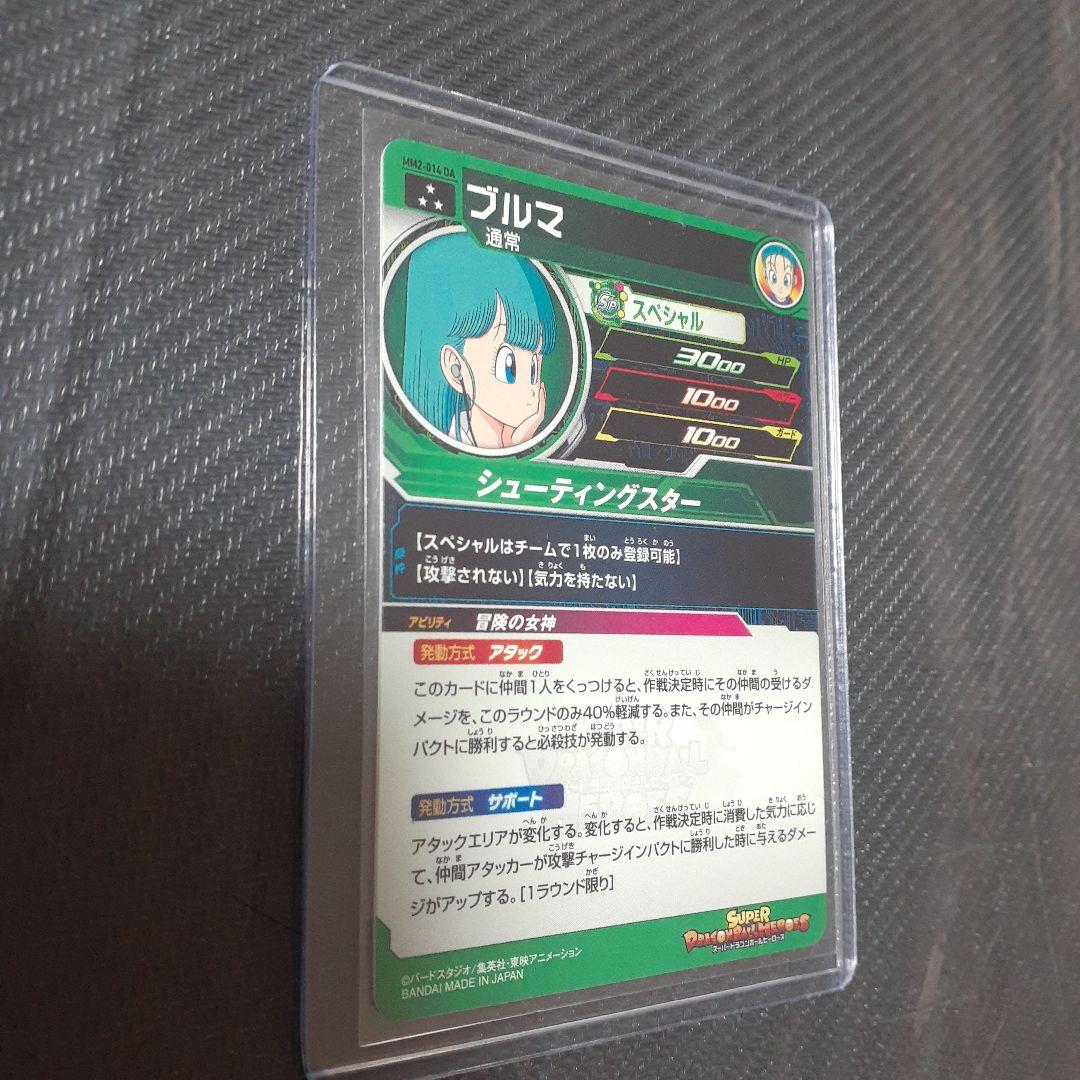 MM2-014 DA
ブルマ
通常
SP
スペシャル
3000 HP
1000 パワー
1000 ガード
シューティングスター
条件
【スペシャルはチームで1枚のみ登録可能】
【攻撃されない】【気力を持たない】
アビリティ 冒険の女神
発動方式 アタック
このカードに仲間1人をくっつけると、作戦決定時にその仲間の受けるダ
メージを、このラウンドのみ40%軽減する。また、その仲間がチャージイン
パクトに勝利すると必殺技が発動する。
発動方式 サポート
アタックエリアが変化する。変化すると、作戦決定時に消費した気力に応じ
て、仲間アタッカーが攻撃チャージインパクトに勝利した時に与えるダメー
ジがアップする。[1ラウンド限り]
SUPER
DRAGONBALL HEROES
スーパードラゴンボールヒーローズ
©バードスタジオ/集英社・東映アニメーション
BANDAI MADE IN JAPAN